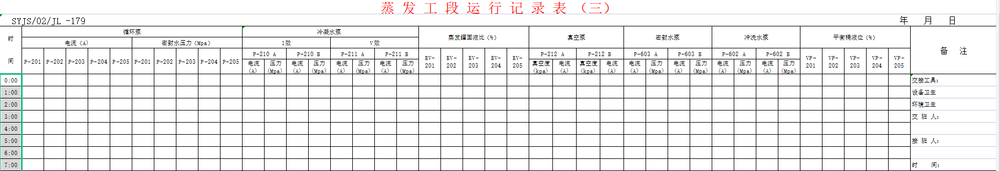 蒸 发 工 段 运 行 记 录 表 （三）
SYJS/02/JL -179 年 月 日
时 间 循环泵 冷凝水泵 蒸发罐固液比（%） 真空泵 密封水泵 冲洗水泵 平衡桶液位（%） 备 注
电流（A） 密封水压力（Mpa） 1效 V效
P-210 A P-210 B P-211 A P-211 B P-212 A P-212 B P-603 A P-603 B P-602 A P-602 B
P-201 P-202 P-203 P-204 P-205 P-201 P-202 P-203 P-204 P-205 电流（A） 压力（Mpa） 电流（A） 压力（Mpa） 电流（A） 压力（Mpa） 电流（A） 压力（Mpa） EV-201 EV-202 EV-203 EV-204 EV-205 真空度（kpa） 电流（A） 真空度（kpa） 电流（A） 电流（A） 压力（Mpa） 电流（A） 压力（Mpa） 电流（A） 压力（Mpa） 电流（A） 压力（Mpa） VP-201 VP-202 VP-203 VP-204 VP-205
0:00 交接工具：
1:00 设备卫生
2:00 环境卫生
3:00 交 班 人：
4:00
5:00 接 班 人：
6:00
7:00 时 间：